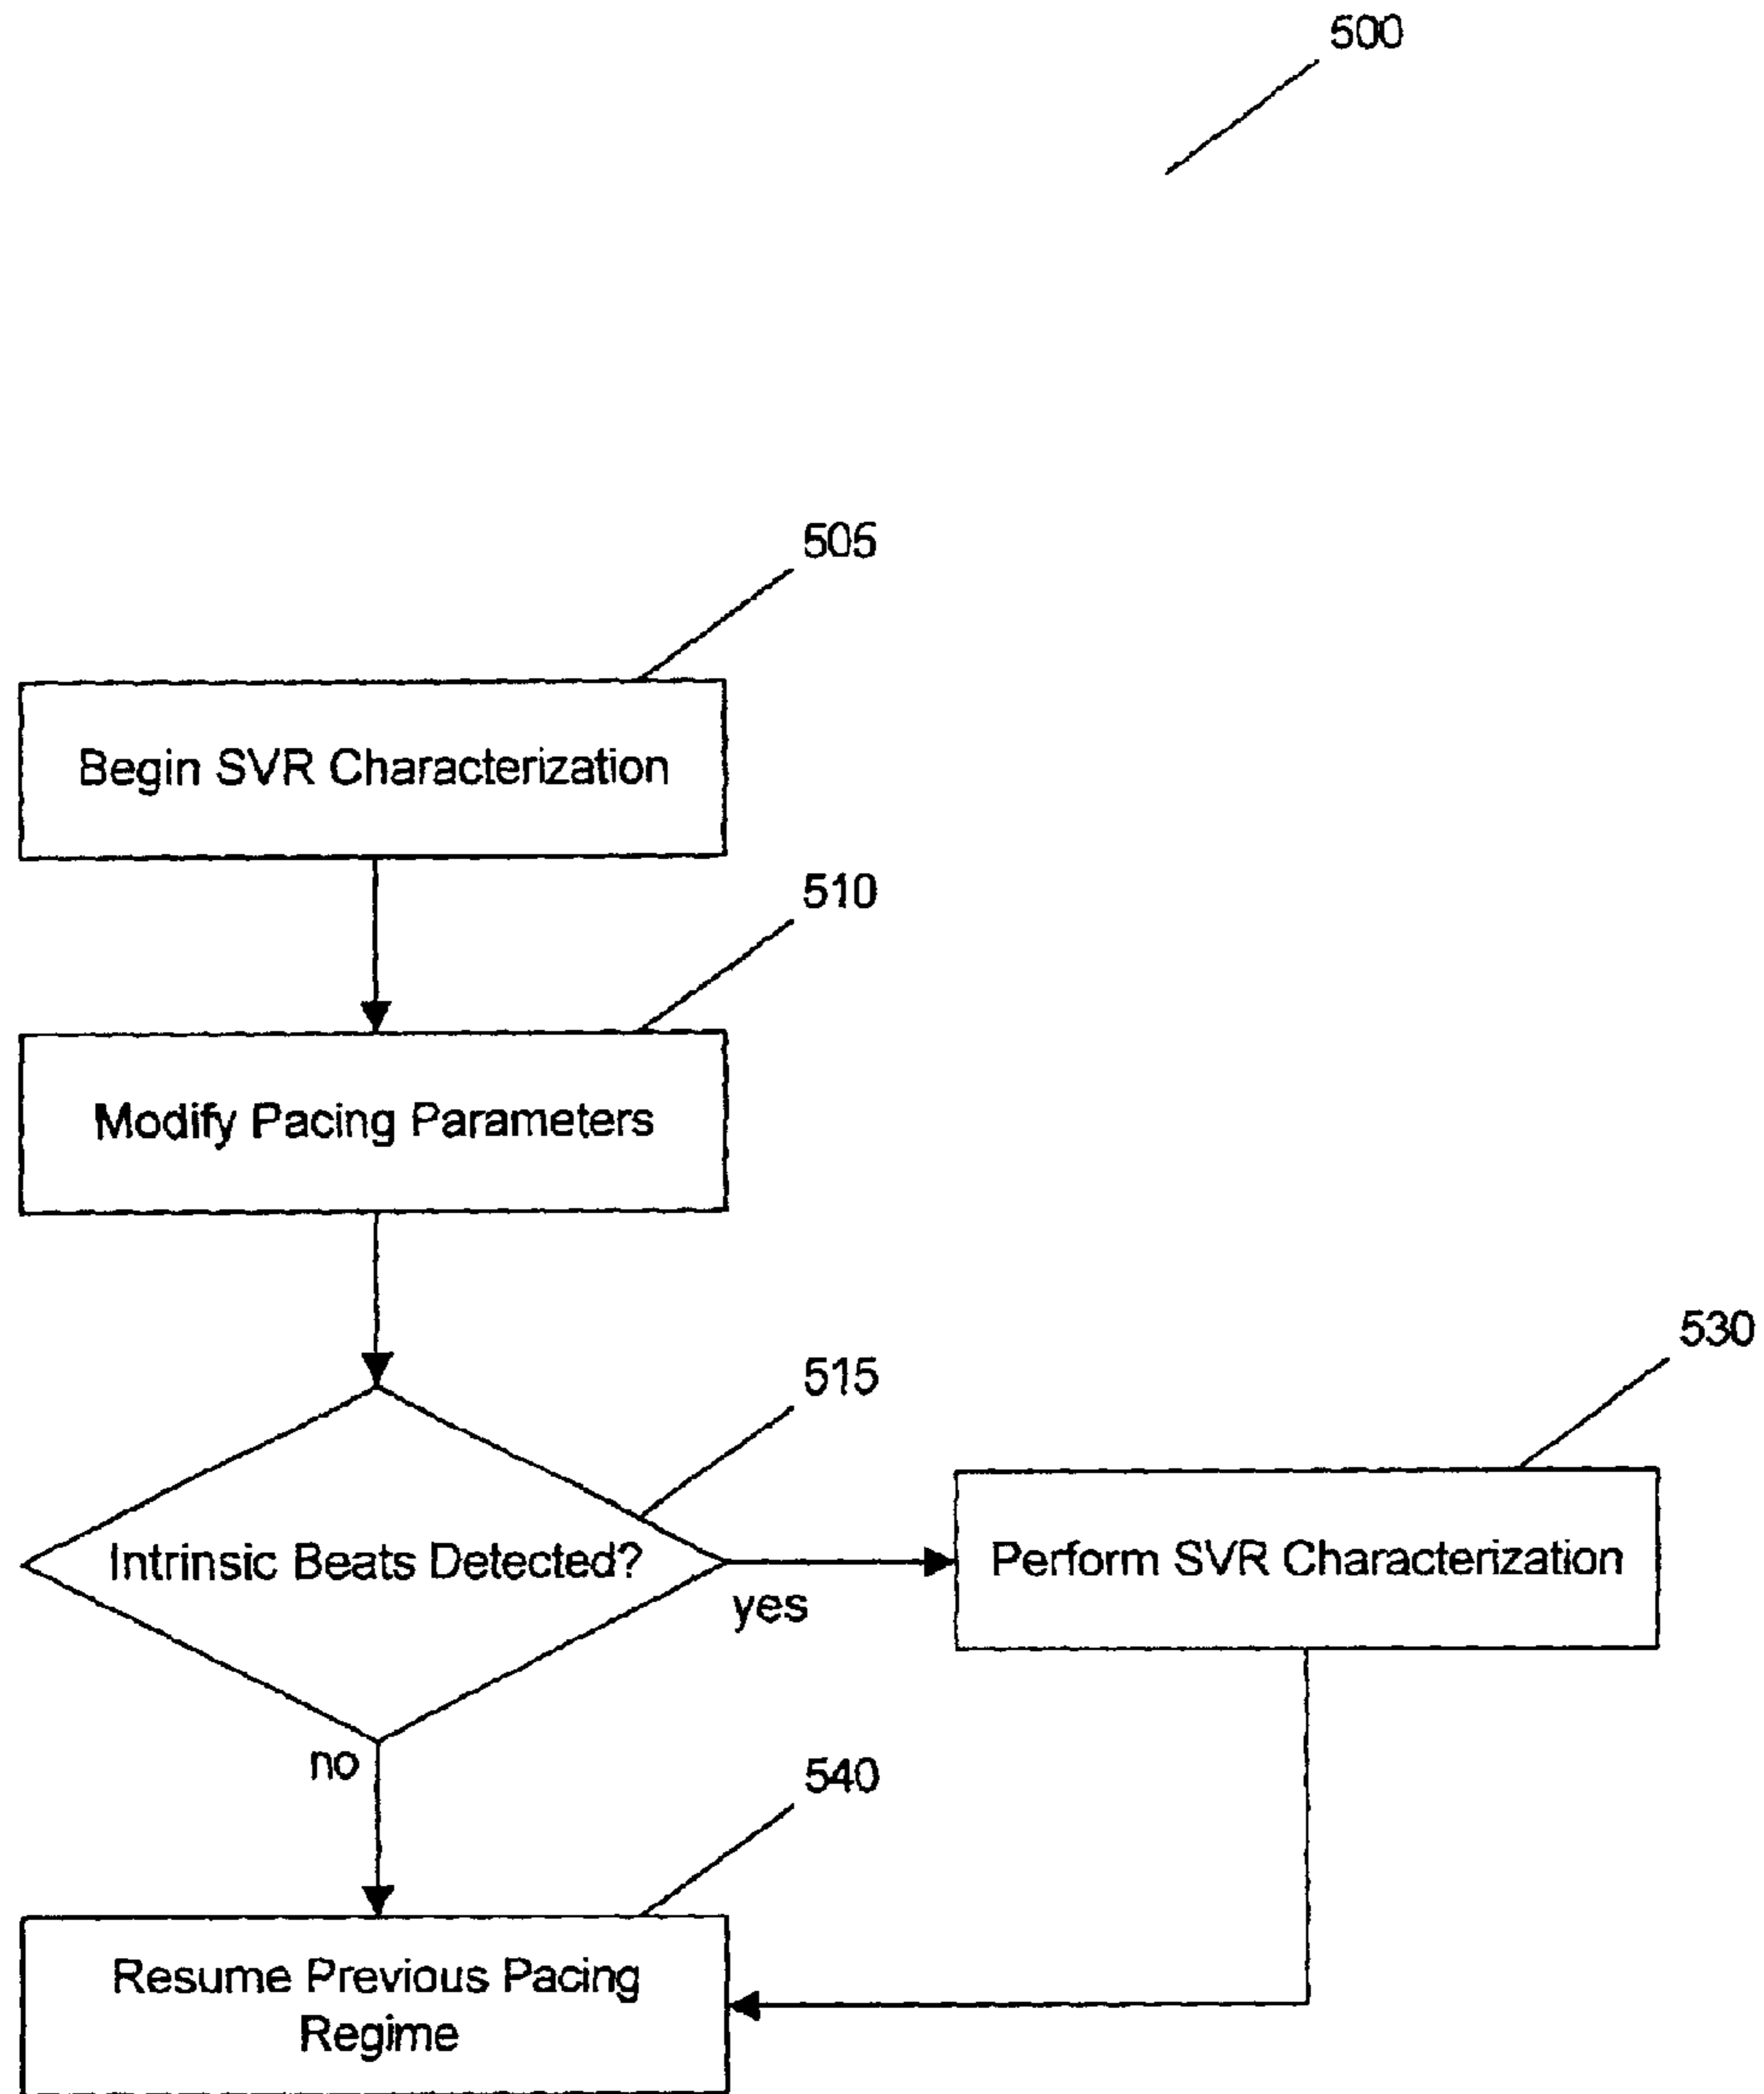 500
505
Begin SVR Characterization
510
Modify Pacing Parameters
515
530
Intrinsic Beats Detected?
Perform SVR Characterization
yes
no
540
Resume Previous Pacing
Regime